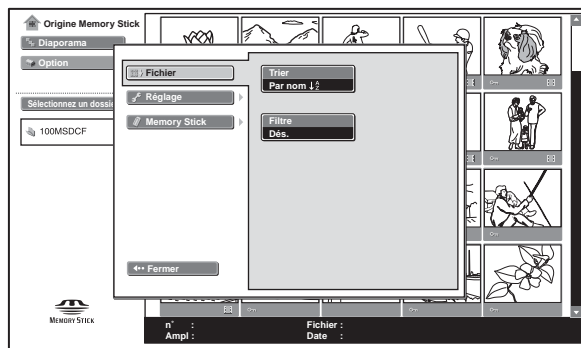 Origine Memory Stick
Diaporama
Option
Sélectionnez un dossie
100MSDCF
MEMORY STICK
Fichier
Réglage
Memory Stick
Fermer
Trier
Par nom ↓A Z
Filtre
Dés.
n° :
Fichier :
Ampl :
Date :